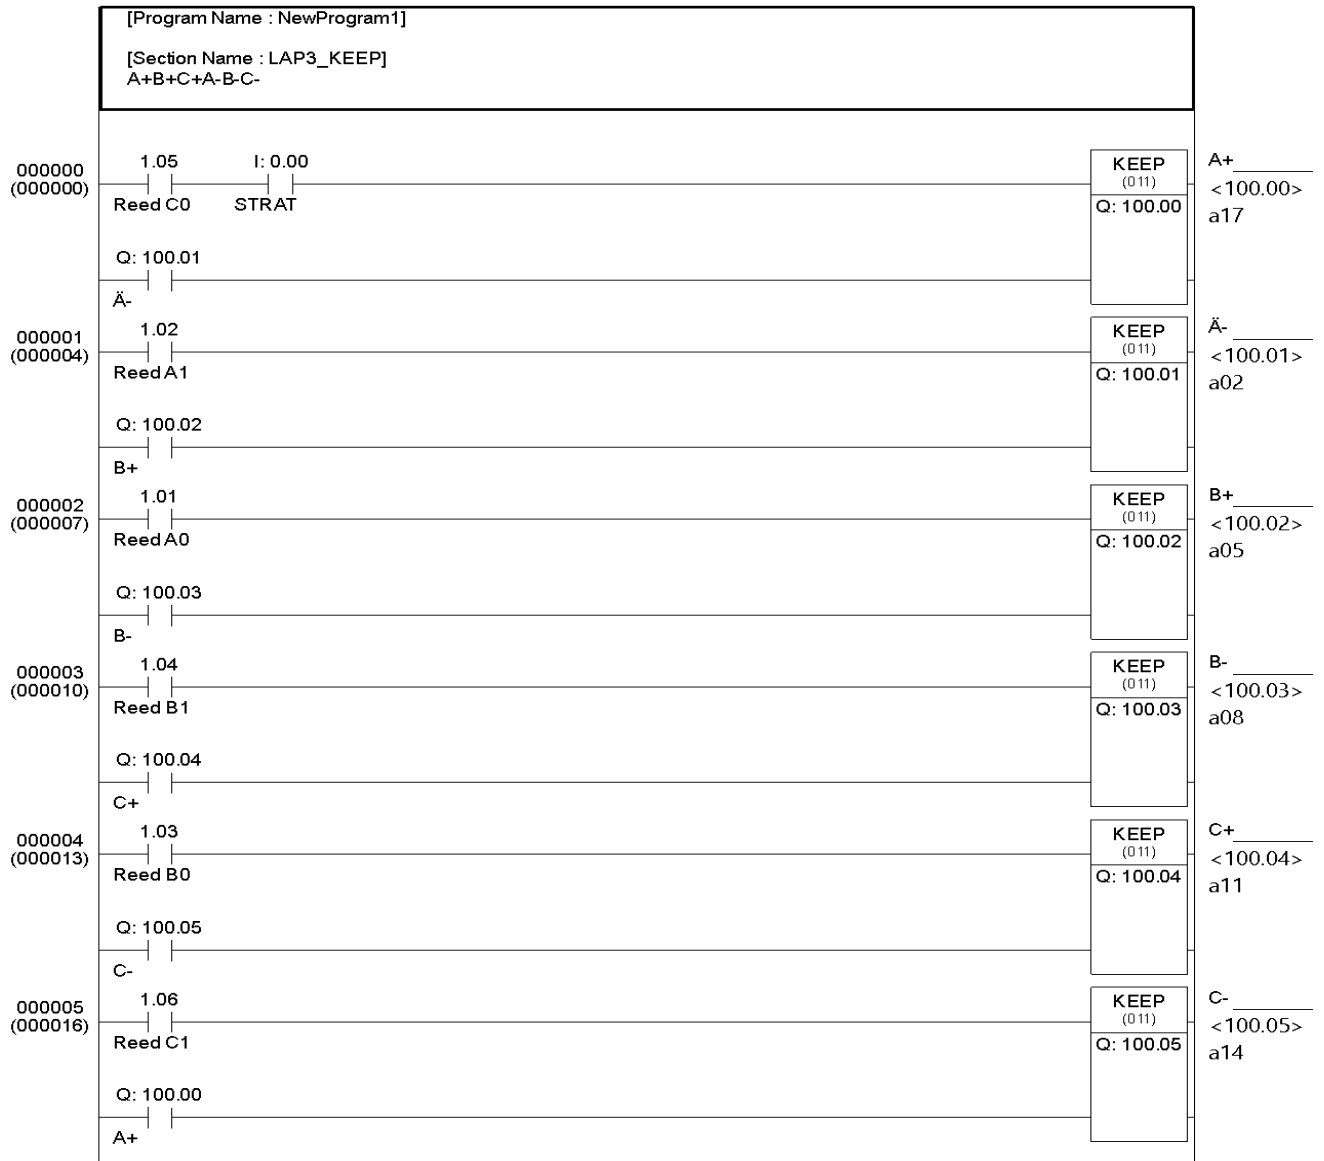 [Program Name : NewProgram1]
[Section Name : LAP3_KEEP]
A+B+C+A-B-C-
000000
(000000)
1.05
I: 0.00
Reed C0
STRAT
KEEP
(011)
Q: 100.00
A+
<100.00>
a17
Q: 100.01
Ä-
000001
(000004)
1.02
Reed A1
KEEP
(011)
Q: 100.01
Ä-
<100.01>
a02
Q: 100.02
B+
000002
(000007)
1.01
Reed A0
KEEP
(011)
Q: 100.02
B+
<100.02>
a05
Q: 100.03
B-
000003
(000010)
1.04
Reed B1
KEEP
(011)
Q: 100.03
B-
<100.03>
a08
Q: 100.04
C+
000004
(000013)
1.03
Reed B0
KEEP
(011)
Q: 100.04
C+
<100.04>
a11
Q: 100.05
C-
000005
(000016)
1.06
Reed C1
KEEP
(011)
Q: 100.05
C-
<100.05>
a14
Q: 100.00
A+